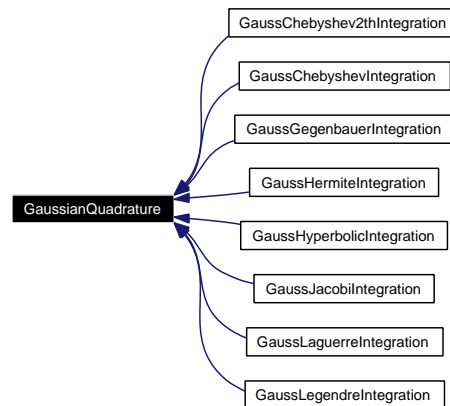 GaussChebyshev2thIntegration
GaussChebyshevIntegration
GaussGegenbauerIntegration
GaussHermiteIntegration
GaussianQuadrature
GaussHyperbolicIntegration
GaussJacobiIntegration
GaussLaguerreIntegration
GaussLegendreIntegration